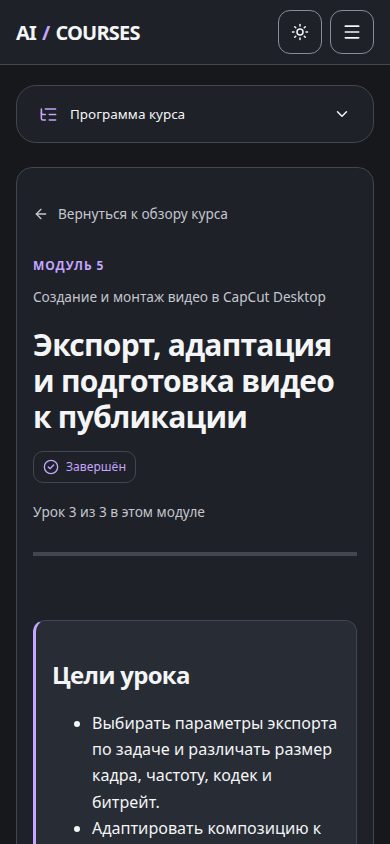 AI / COURSES
Программа курса
Вернуться к обзору курса
МОДУЛЬ 5
Создание и монтаж видео в CapCut Desktop
Экспорт, адаптация
и подготовка видео
к публикации
Завершён
Урок 3 из 3 в этом модуле
Цели урока
• Выбирать параметры экспорта
по задаче и различать размер
кадра, частоту, кодек и
битрейт.
• Адаптировать композицию к